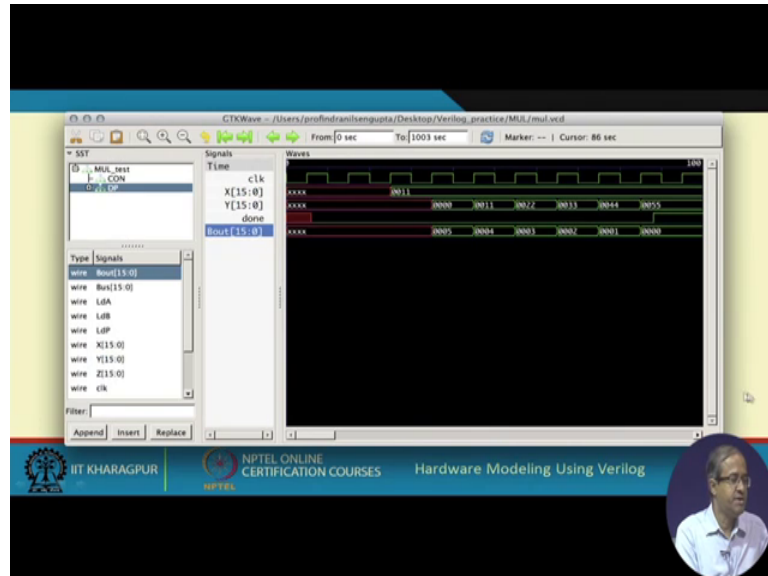 GTKWave - /Users/profindranilsengupta/Desktop/Verilog_practice/MUL/mul.vcd
From: 0 sec To: 1003 sec Marker: -- | Cursor: 86 sec
SST
MUL_test
CON
DP
Type Signals
wire Bout[15:0]
wire Bus[15:0]
wire LdA
wire LdB
wire LdP
wire X[15:0]
wire Y[15:0]
wire Z[15:0]
wire clk
Filter:
Append Insert Replace
Signals
Time
clk
X[15:0]
Y[15:0]
done
Bout[15:0]
Waves
100
xxxx 0011
xxxx 0000 0011 0022 0033 0044 0055
xxxx 0005 0004 0003 0002 0001 0000
IIT KHARAGPUR
NPTEL
NPTEL ONLINE
CERTIFICATION COURSES
Hardware Modeling Using Verilog